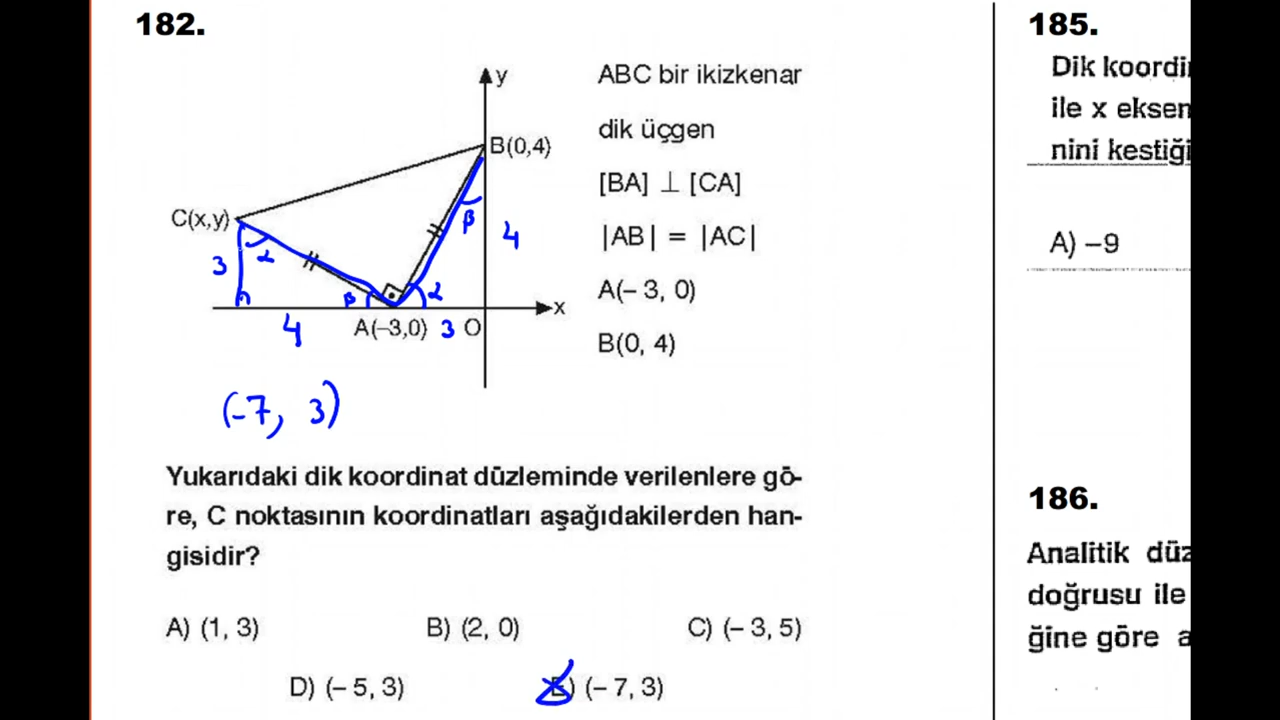 182.
y
B(0,4)
C(x,y)
β
4
3
α
β
α
x
4
A(–3,0)
3
O
(-7, 3)
ABC bir ikizkenar
dik üçgen
[BA] ⊥ [CA]
|AB| = |AC|
A(– 3, 0)
B(0, 4)
Yukarıdaki dik koordinat düzleminde verilenlere gö-
re, C noktasının koordinatları aşağıdakilerden han-
gisidir?
A) (1, 3)
B) (2, 0)
C) (– 3, 5)
D) (– 5, 3)
E) (– 7, 3)
185.
Dik koordi
ile x eksen
nini kestiği
A) –9
186.
Analitik düz
doğrusu ile
ğine göre a